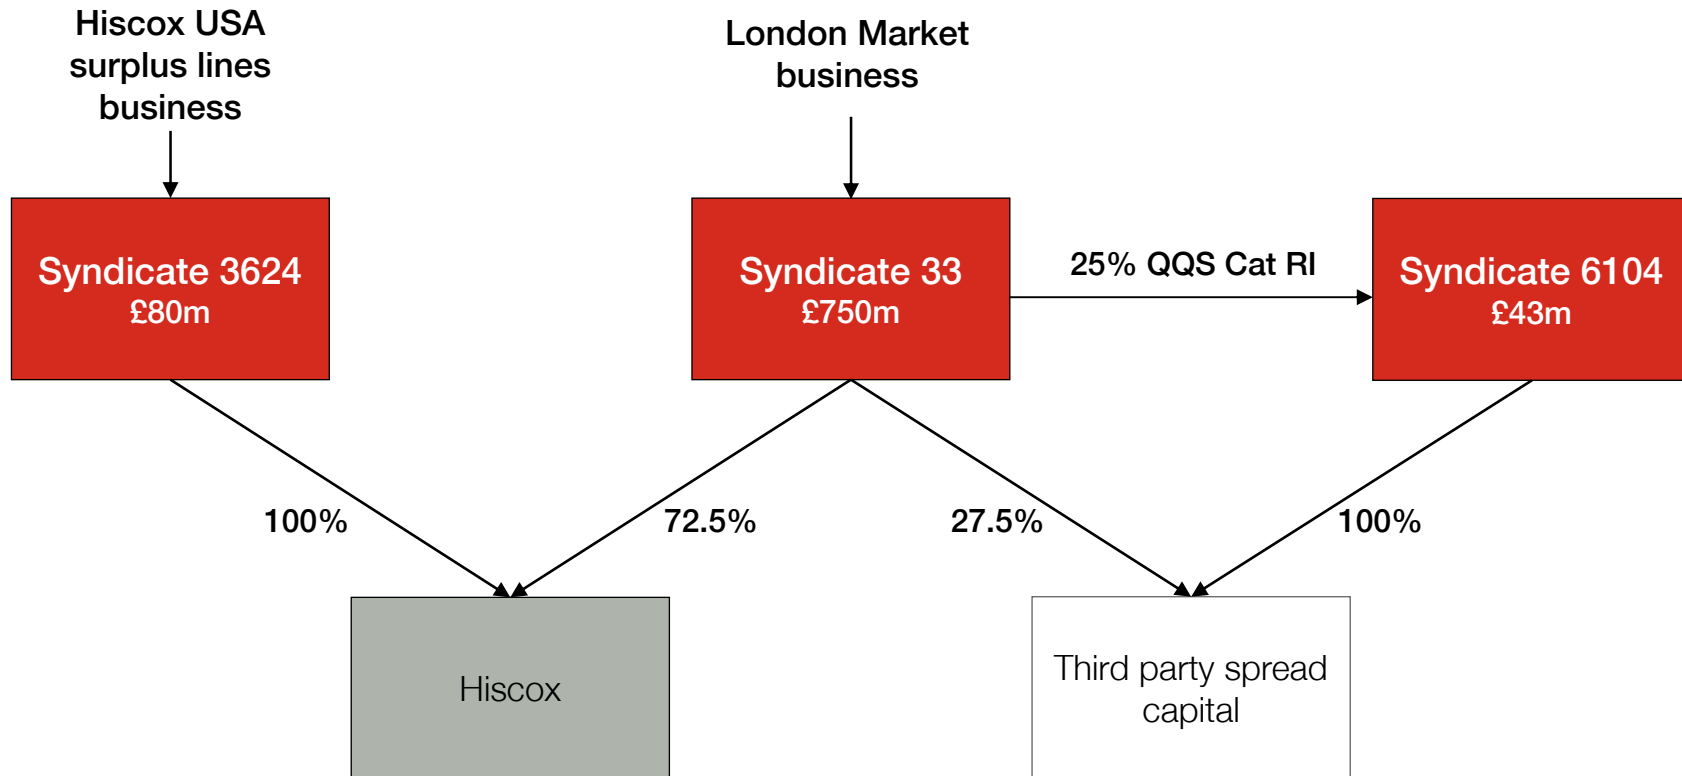 Hiscox USA
surplus lines
business
London Market
business
Syndicate 3624
£80m
Syndicate 33
£750m
25% QQS Cat RI
Syndicate 6104
£43m
100%
72.5%
27.5%
100%
Hiscox
Third party spread
capital